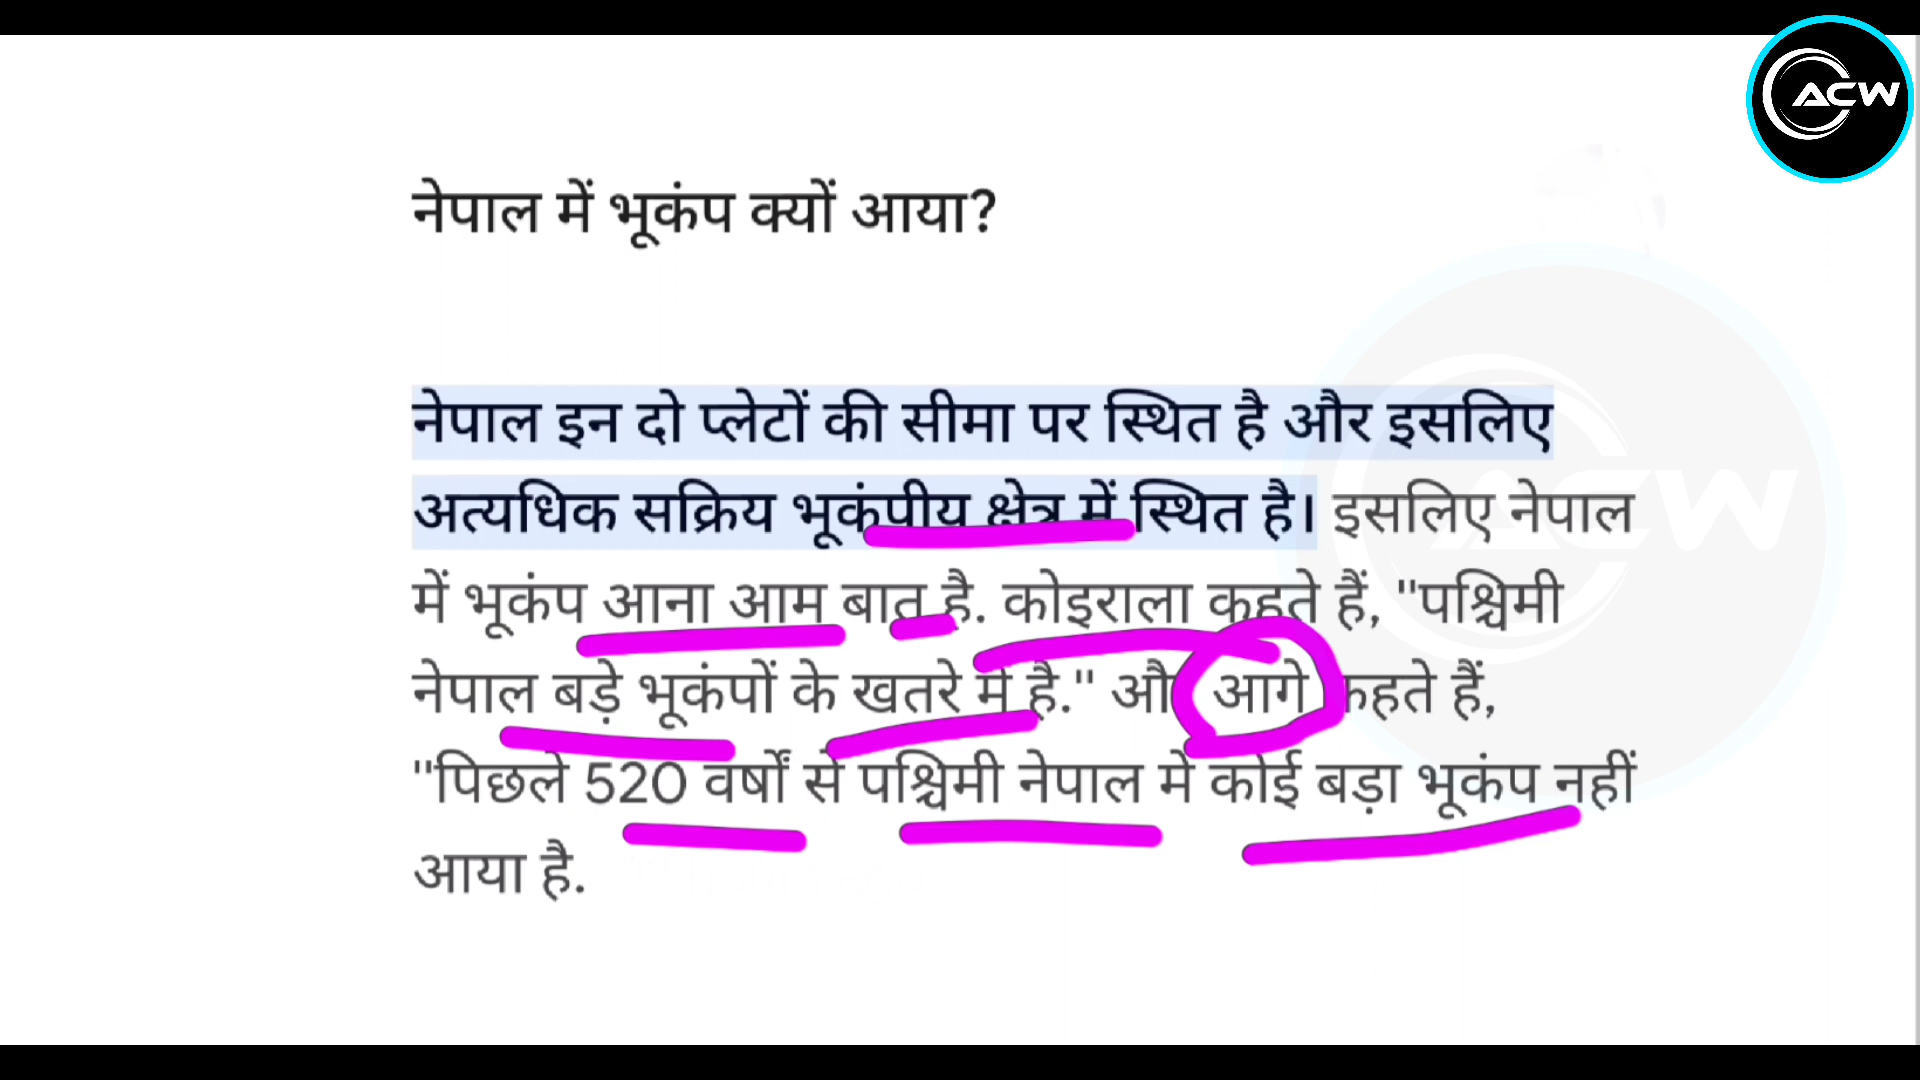 ACW
नेपाल में भूकंप क्यों आया?
नेपाल इन दो प्लेटों की सीमा पर स्थित है और इसलिए
अत्यधिक सक्रिय भूकंपीय क्षेत्र में स्थित है। इसलिए नेपाल
में भूकंप आना आम बात है. कोइराला कहते हैं, "पश्चिमी
नेपाल बड़े भूकंपों के खतरे में है." और आगे कहते हैं,
"पिछले 520 वर्षों से पश्चिमी नेपाल में कोई बड़ा भूकंप नहीं
आया है.
ACW